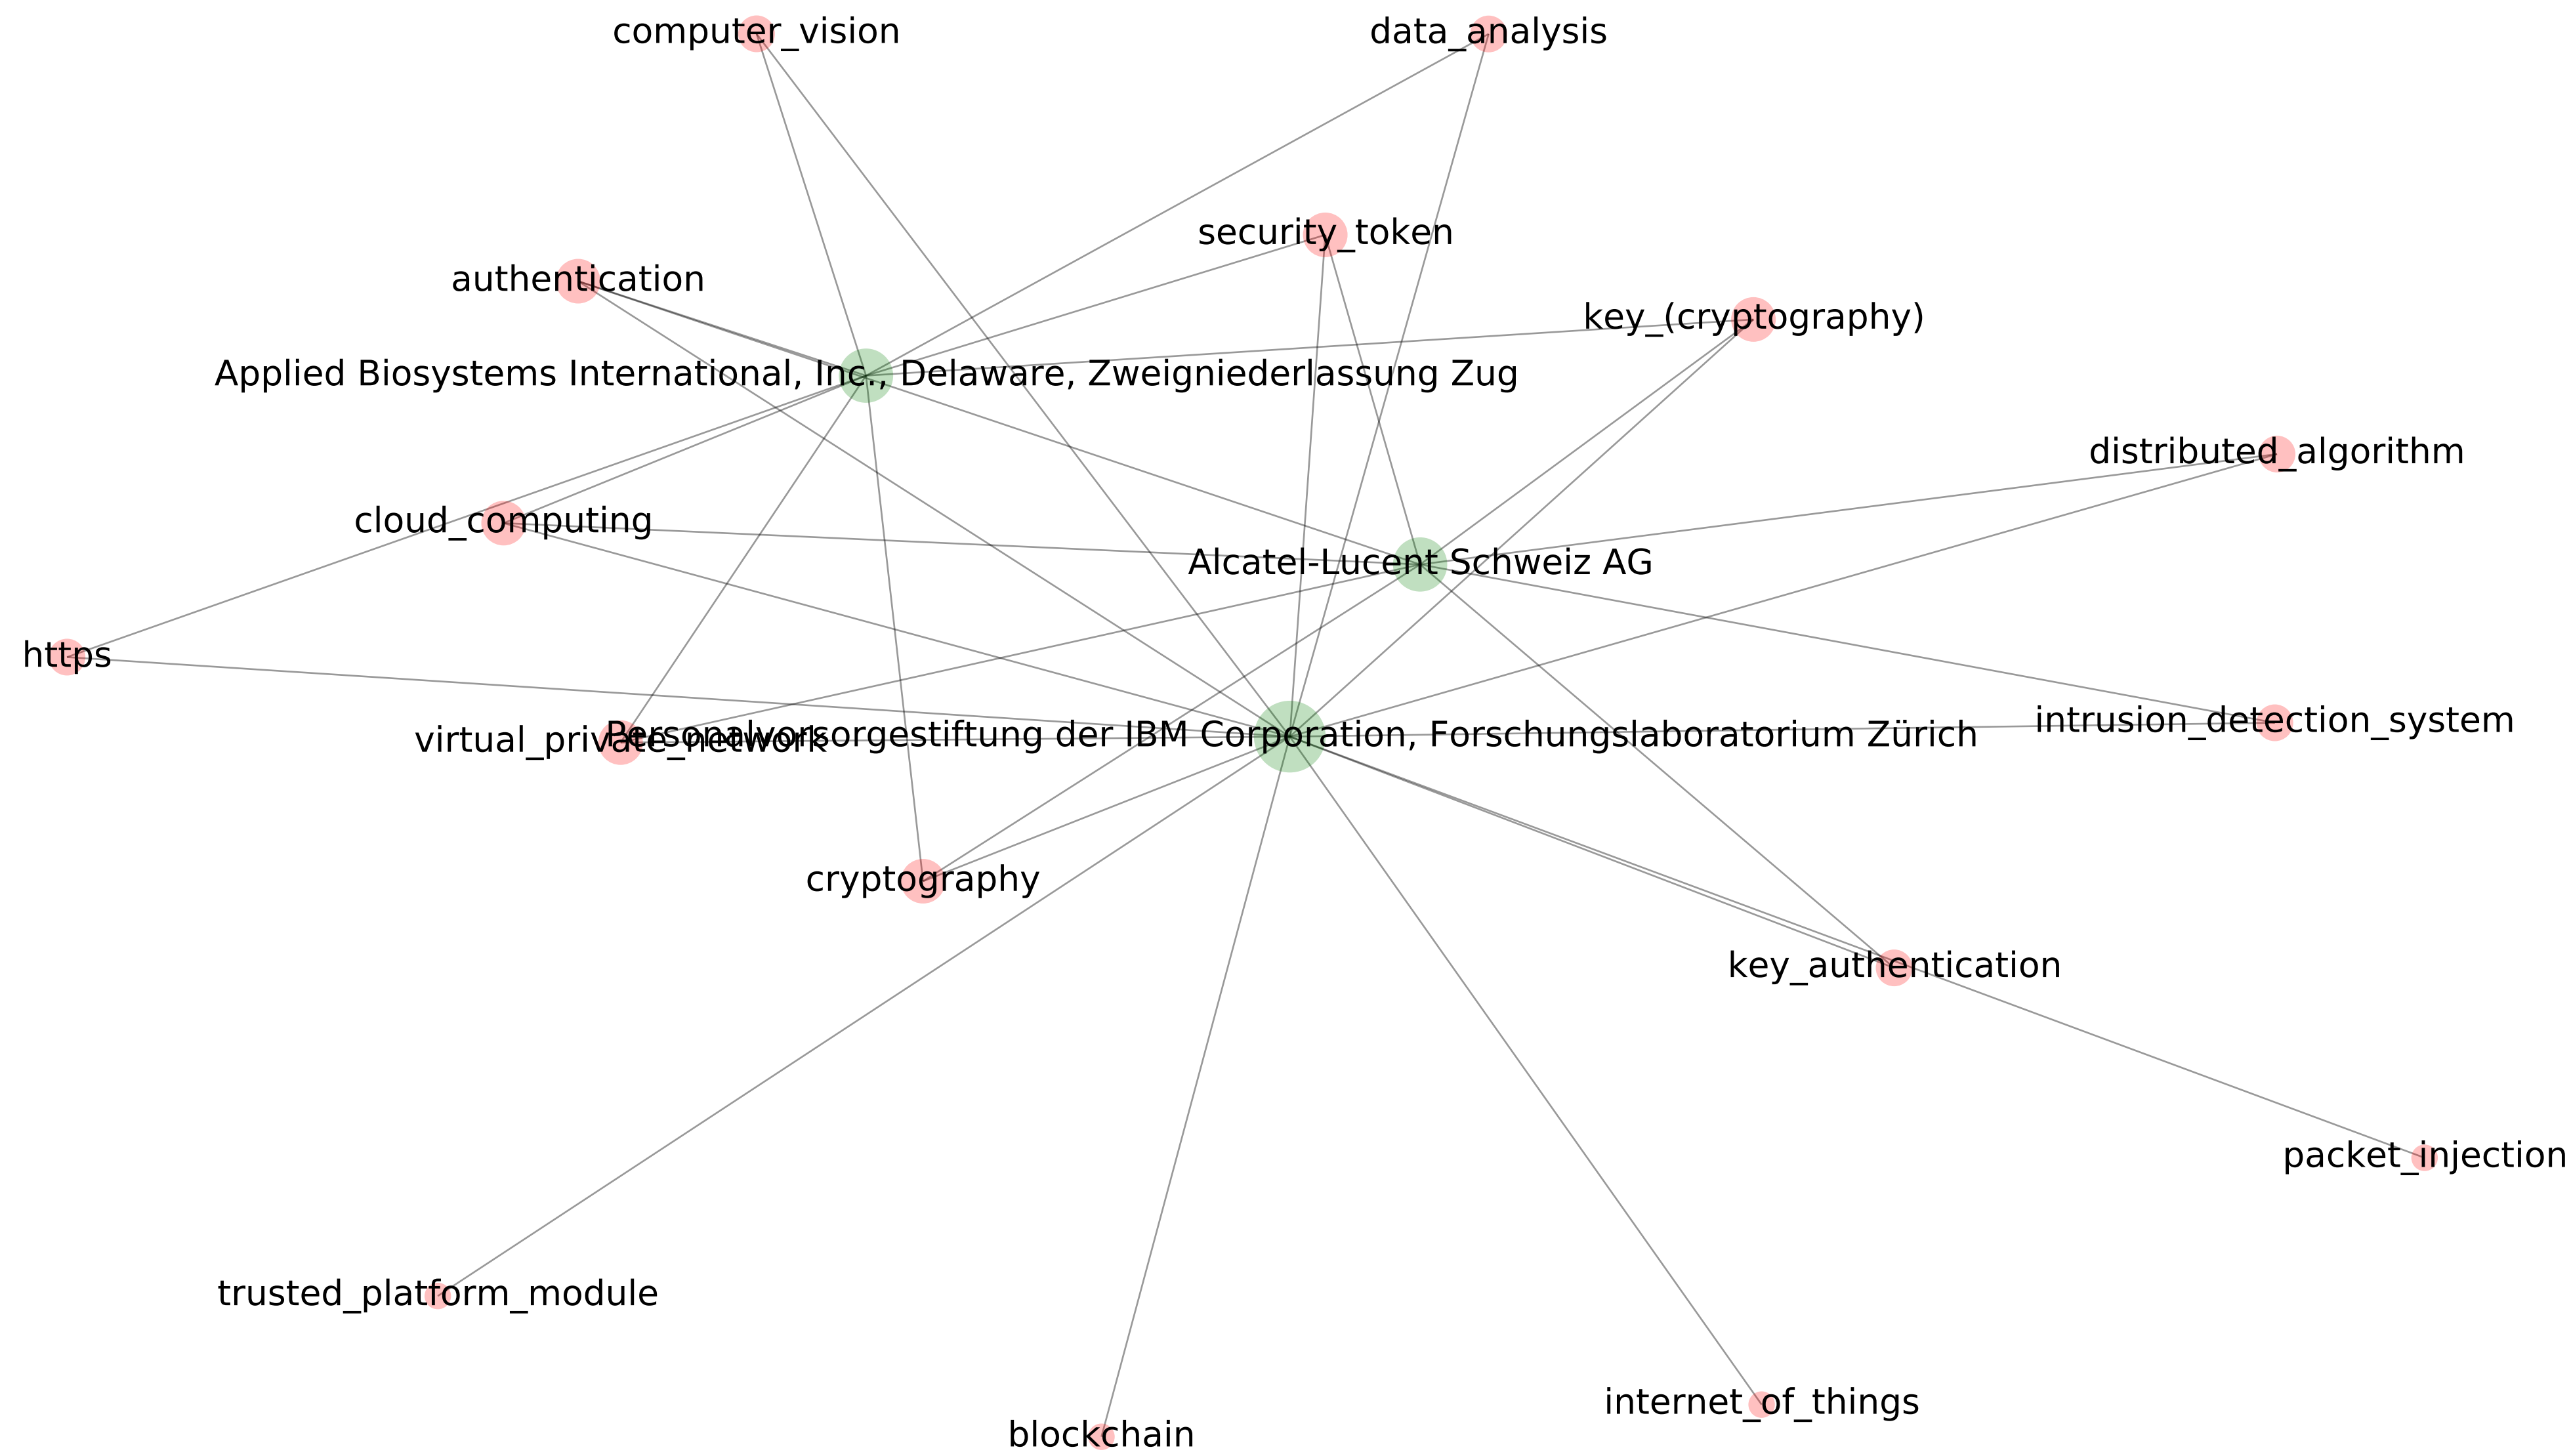 computer_vision
data_analysis
security_token
authentication
key_(cryptography)
Applied Biosystems International, Inc., Delaware, Zweigniederlassung Zug
distributed_algorithm
cloud_computing
Alcatel-Lucent Schweiz AG
https
intrusion_detection_system
virtual_private_network
Personalvorsorgestiftung der IBM Corporation, Forschungslaboratorium Zürich
cryptography
key_authentication
packet_injection
trusted_platform_module
internet_of_things
blockchain